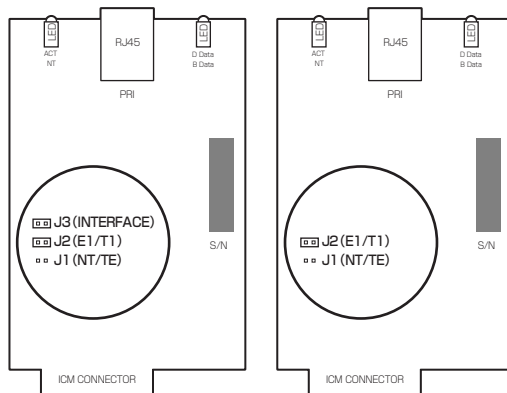 LED
RJ45
LED
ACT
NT
D Data
B Data
PRI
J3(INTERFACE)
J2(E1/T1)
J1(NT/TE)
S/N
ICM CONNECTOR
LED
RJ45
LED
ACT
NT
D Data
B Data
PRI
J2(E1/T1)
J1(NT/TE)
S/N
ICM CONNECTOR